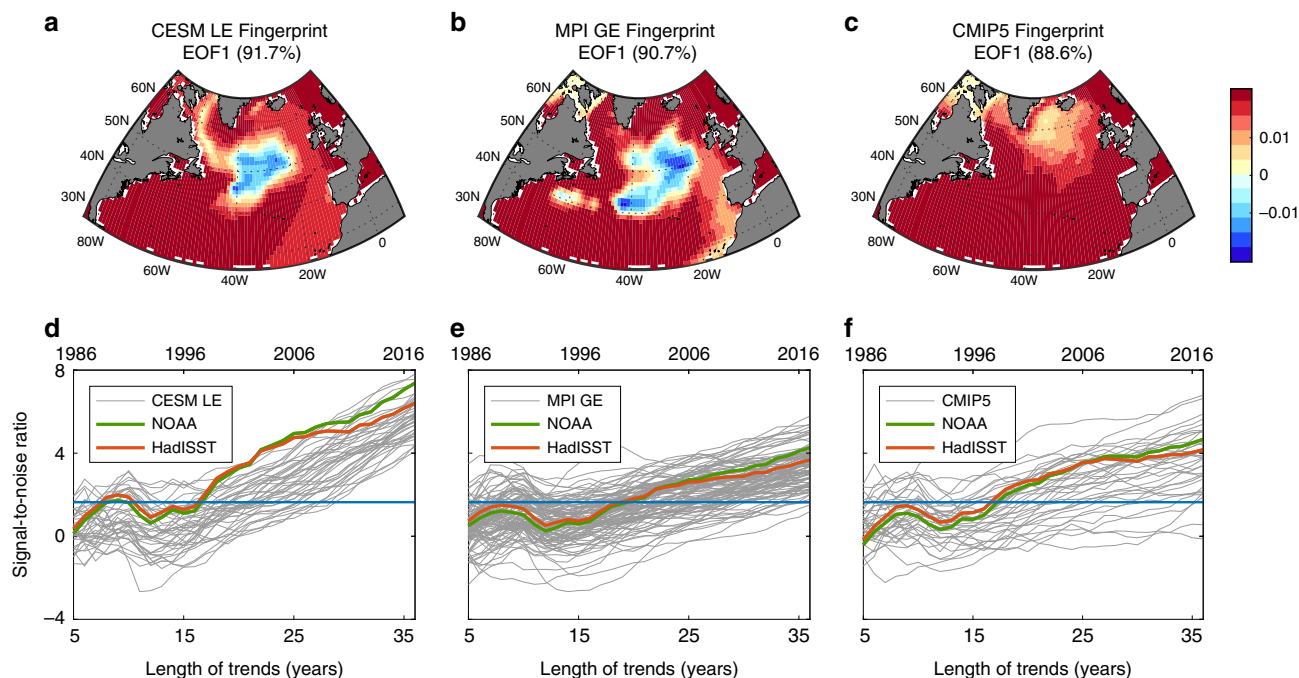 a
CESM LE Fingerprint
EOF1 (91.7%)
60N
50N
40N
30N
80W
60W
40W
20W
0
b
MPI GE Fingerprint
EOF1 (90.7%)
60N
50N
40N
30N
80W
60W
40W
20W
0
c
CMIP5 Fingerprint
EOF1 (88.6%)
60N
50N
40N
30N
80W
60W
40W
20W
0
0.01
0
−0.01
d
1986 1996 2006 2016
Signal-to-noise ratio
8
4
0
−4
CESM LE
NOAA
HadISST
5 15 25 35
Length of trends (years)
e
1986 1996 2006 2016
MPI GE
NOAA
HadISST
5 15 25 35
Length of trends (years)
f
1986 1996 2006 2016
CMIP5
NOAA
HadISST
5 15 25 35
Length of trends (years)